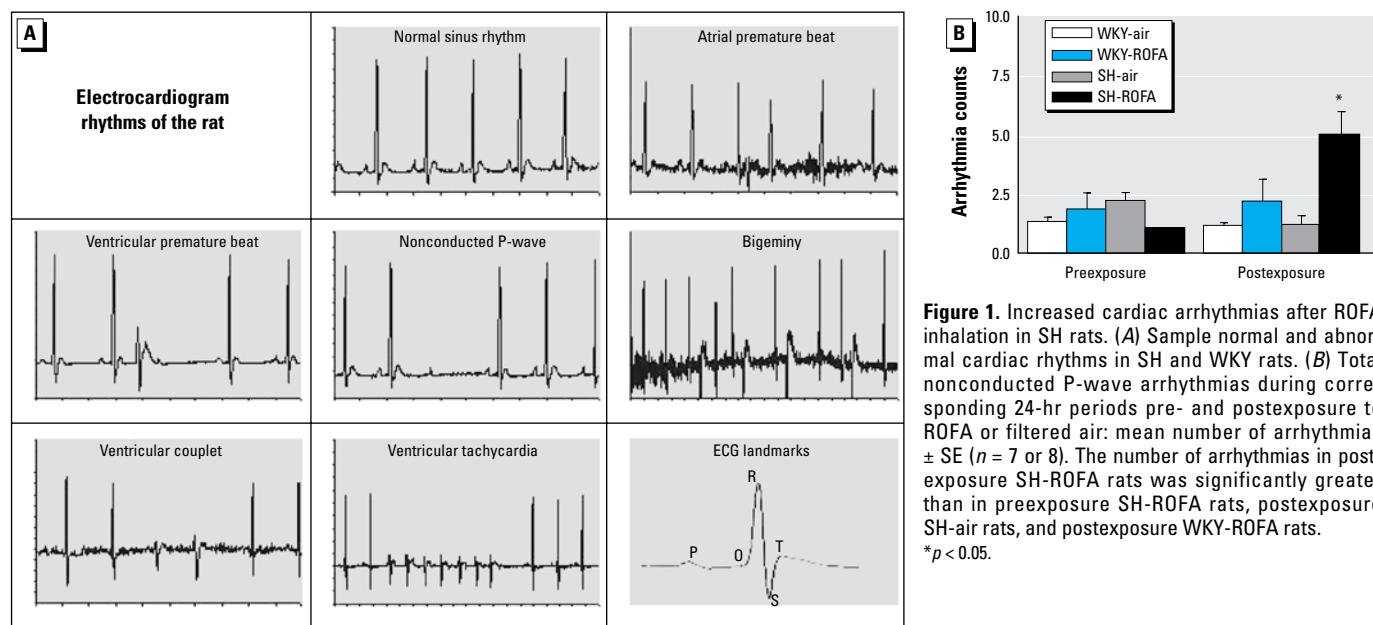 A
Electrocardiogram
rhythms of the rat
Normal sinus rhythm
Atrial premature beat
Ventricular premature beat
Nonconducted P-wave
Bigeminy
Ventricular couplet
Ventricular tachycardia
ECG landmarks
R
P
O
T
S
B
10.0
7.5
5.0
2.5
0.0
Arrhythmia counts
WKY-air
WKY-ROFA
SH-air
SH-ROFA
*
Preexposure
Postexposure
Figure 1. Increased cardiac arrhythmias after ROFA
inhalation in SH rats. (A) Sample normal and abnor
mal cardiac rhythms in SH and WKY rats. (B) Tota
nonconducted P-wave arrhythmias during corre
sponding 24-hr periods pre- and postexposure to
ROFA or filtered air: mean number of arrhythmia
± SE (n = 7 or 8). The number of arrhythmias in post
exposure SH-ROFA rats was significantly greate
than in preexposure SH-ROFA rats, postexposure
SH-air rats, and postexposure WKY-ROFA rats.
*p < 0.05.